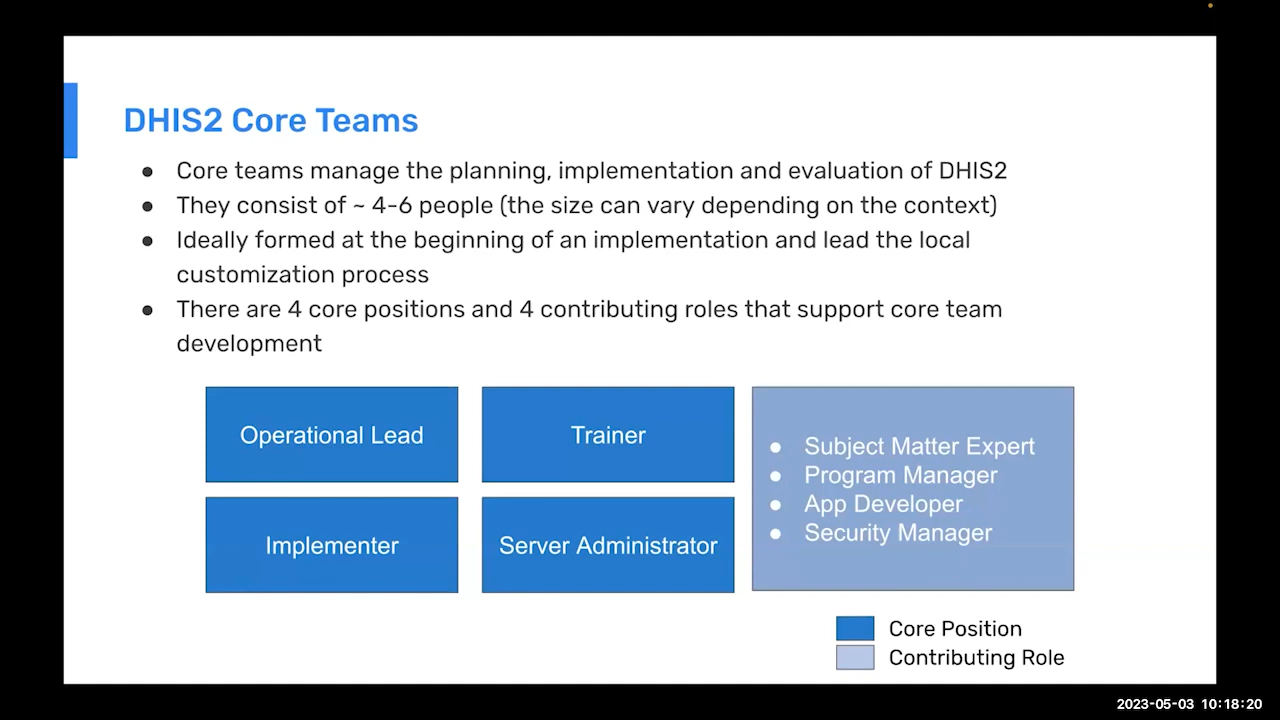 DHIS2 Core Teams
● Core teams manage the planning, implementation and evaluation of DHIS2
● They consist of ~ 4-6 people (the size can vary depending on the context)
● Ideally formed at the beginning of an implementation and lead the local
customization process
● There are 4 core positions and 4 contributing roles that support core team
development
Operational Lead
Trainer
Implementer
Server Administrator
● Subject Matter Expert
● Program Manager
● App Developer
● Security Manager
Core Position
Contributing Role
2023-05-03 10:18:20